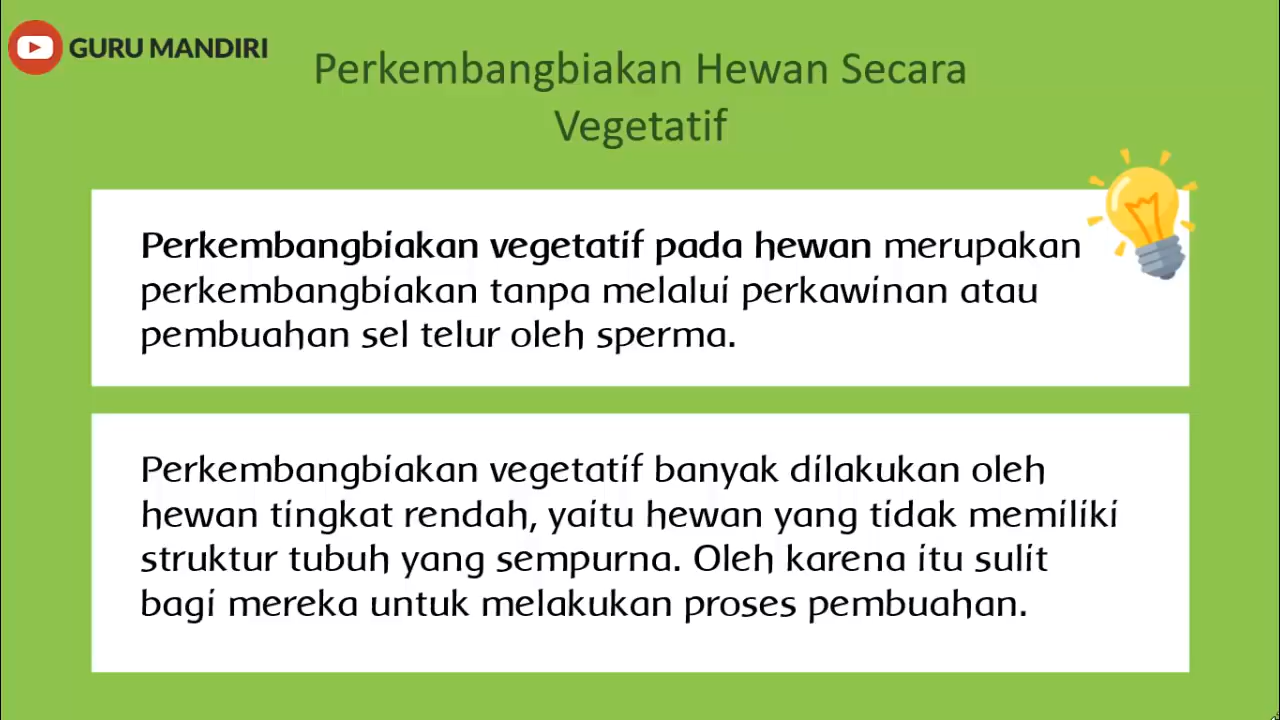 GURU MANDIRI
Perkembangbiakan Hewan Secara
Vegetatif
Perkembangbiakan vegetatif pada hewan merupakan
perkembangbiakan tanpa melalui perkawinan atau
pembuahan sel telur oleh sperma.
Perkembangbiakan vegetatif banyak dilakukan oleh
hewan tingkat rendah, yaitu hewan yang tidak memiliki
struktur tubuh yang sempurna. Oleh karena itu sulit
bagi mereka untuk melakukan proses pembuahan.